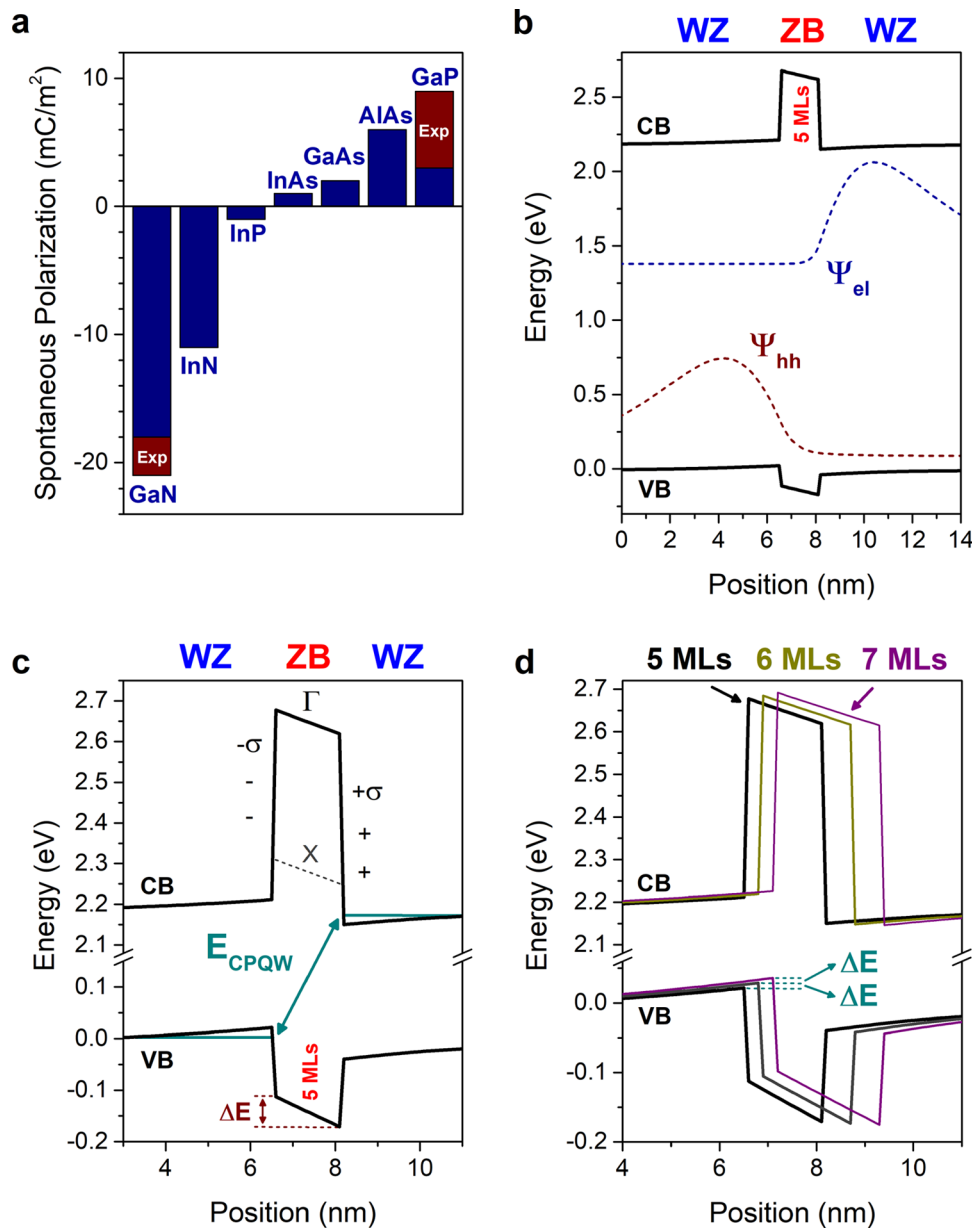 a
Spontaneous Polarization (mC/m²)
10
0
-10
-20
GaN
Exp
InN
InP
InAs
GaAs
AlAs
GaP
Exp
b
WZ ZB WZ
Energy (eV)
2.5
2.0
1.5
1.0
0.5
0.0
CB
5 MLs
Ψel
Ψhh
VB
0 2 4 6 8 10 12 14
Position (nm)
c
WZ ZB WZ
Energy (eV)
2.7
2.6
2.5
2.4
2.3
2.2
2.1
0.1
0.0
-0.1
-0.2
Γ
-σ
-
-
+σ
+
+
X
CB
ECPQW
VB
5 MLs
ΔE
4 6 8 10
Position (nm)
d
5 MLs 6 MLs 7 MLs
Energy (eV)
2.7
2.6
2.5
2.4
2.3
2.2
2.1
0.0
-0.1
-0.2
CB
ΔE
ΔE
VB
4 6 8 10
Position (nm)